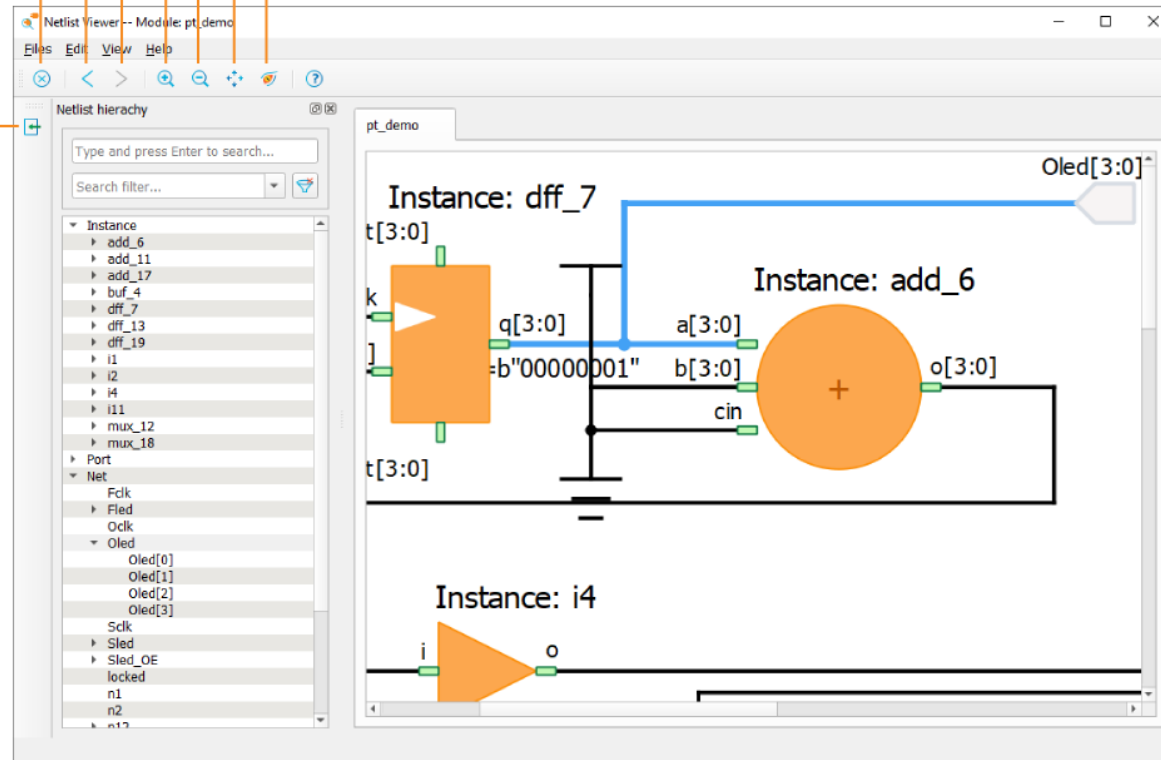 Netlist Viewer -- Module: pt_demo
Files Edit View Help
Netlist hierachy
Type and press Enter to search...
Search filter...
Instance
add_6
add_11
add_17
buf_4
dff_7
dff_13
dff_19
i1
i2
i4
i11
mux_12
mux_18
Port
Net
Fclk
Fled
Oclk
Oled
Oled[0]
Oled[1]
Oled[2]
Oled[3]
Sclk
Sled
Sled_OE
locked
n1
n2
n12
pt_demo
Oled[3:0]
Instance: dff_7
t[3:0]
Instance: add_6
k
q[3:0]
a[3:0]
]
=b"00000001"
b[3:0]
o[3:0]
cin
t[3:0]
Instance: i4
i
o